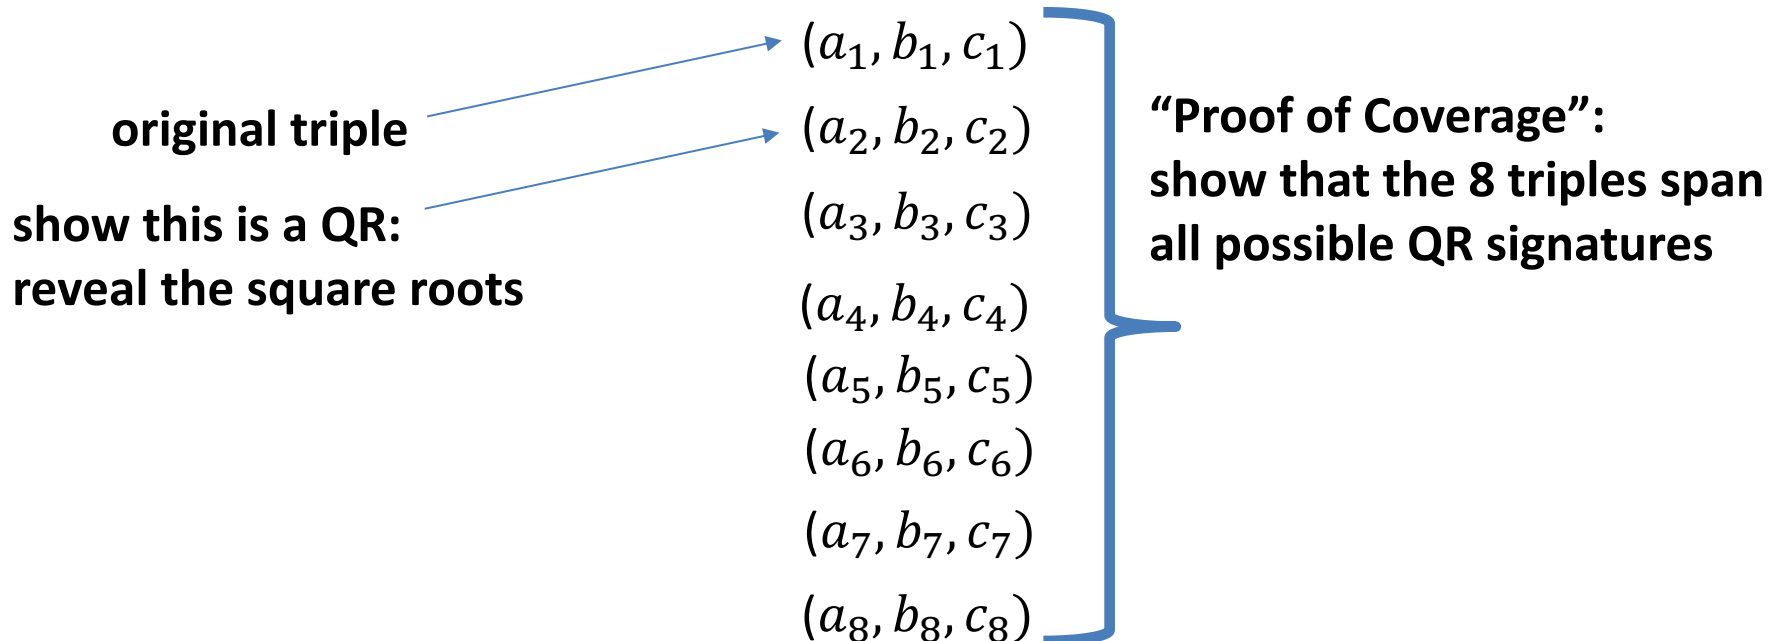 original triple
show this is a QR:
reveal the square roots
(a₁, b₁, c₁)
(a₂, b₂, c₂)
(a₃, b₃, c₃)
(a₄, b₄, c₄)
(a₅, b₅, c₅)
(a₆, b₆, c₆)
(a₇, b₇, c₇)
(a₈, b₈, c₈)
“Proof of Coverage”:
show that the 8 triples span
all possible QR signatures